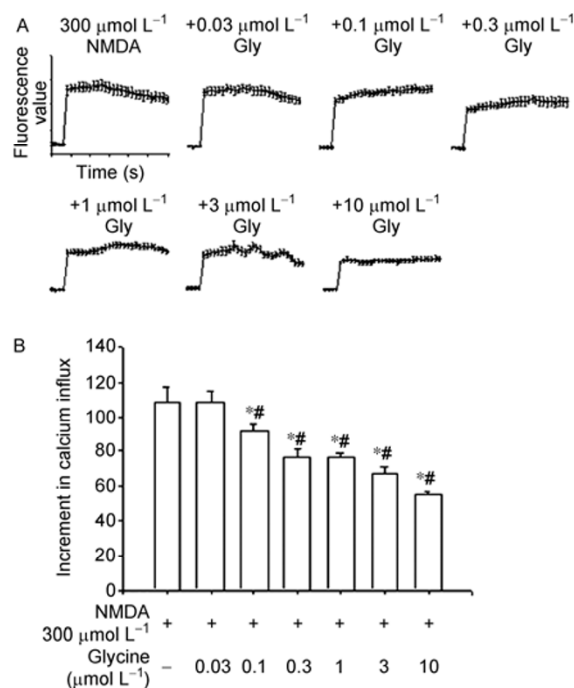 A
300 μmol L⁻¹ NMDA
+0.03 μmol L⁻¹ Gly
+0.1 μmol L⁻¹ Gly
+0.3 μmol L⁻¹ Gly
Fluorescence value
Time (s)
+1 μmol L⁻¹ Gly
+3 μmol L⁻¹ Gly
+10 μmol L⁻¹ Gly
B
Increment in calcium influx
140
120
100
80
60
40
20
0
*# *# *# *# *#
NMDA
300 μmol L⁻¹ + + + + + + +
Glycine
(μmol L⁻¹) − 0.03 0.1 0.3 1 3 10